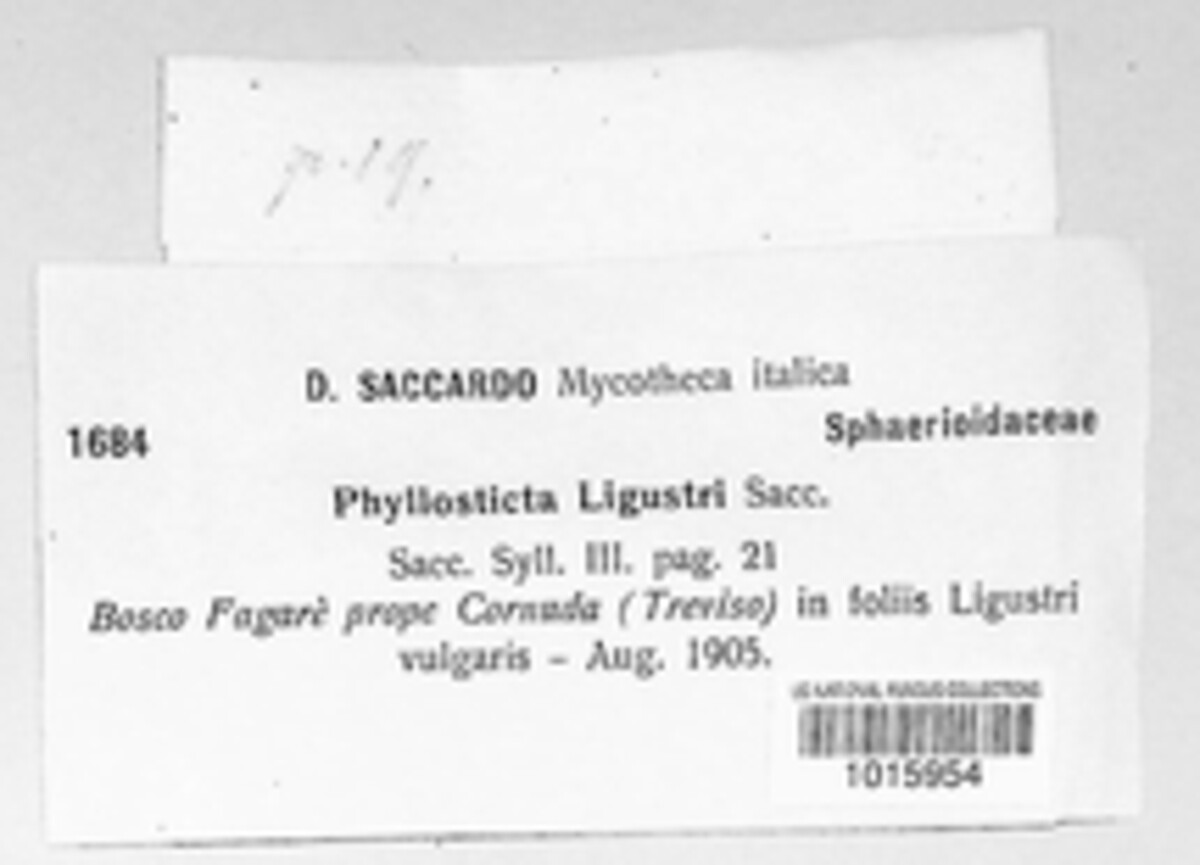 p. 19.
D. SACCARDO Mycotheca italica
1684
Sphaerioidaceae
Phyllosticta Ligustri Sacc.
Sacc. Syll. III. pag. 21
Bosco Fagarè prope Cornuda (Treviso) in foliis Ligustri
vulgaris – Aug. 1905.
US NATIONAL FUNGUS COLLECTIONS
1015954